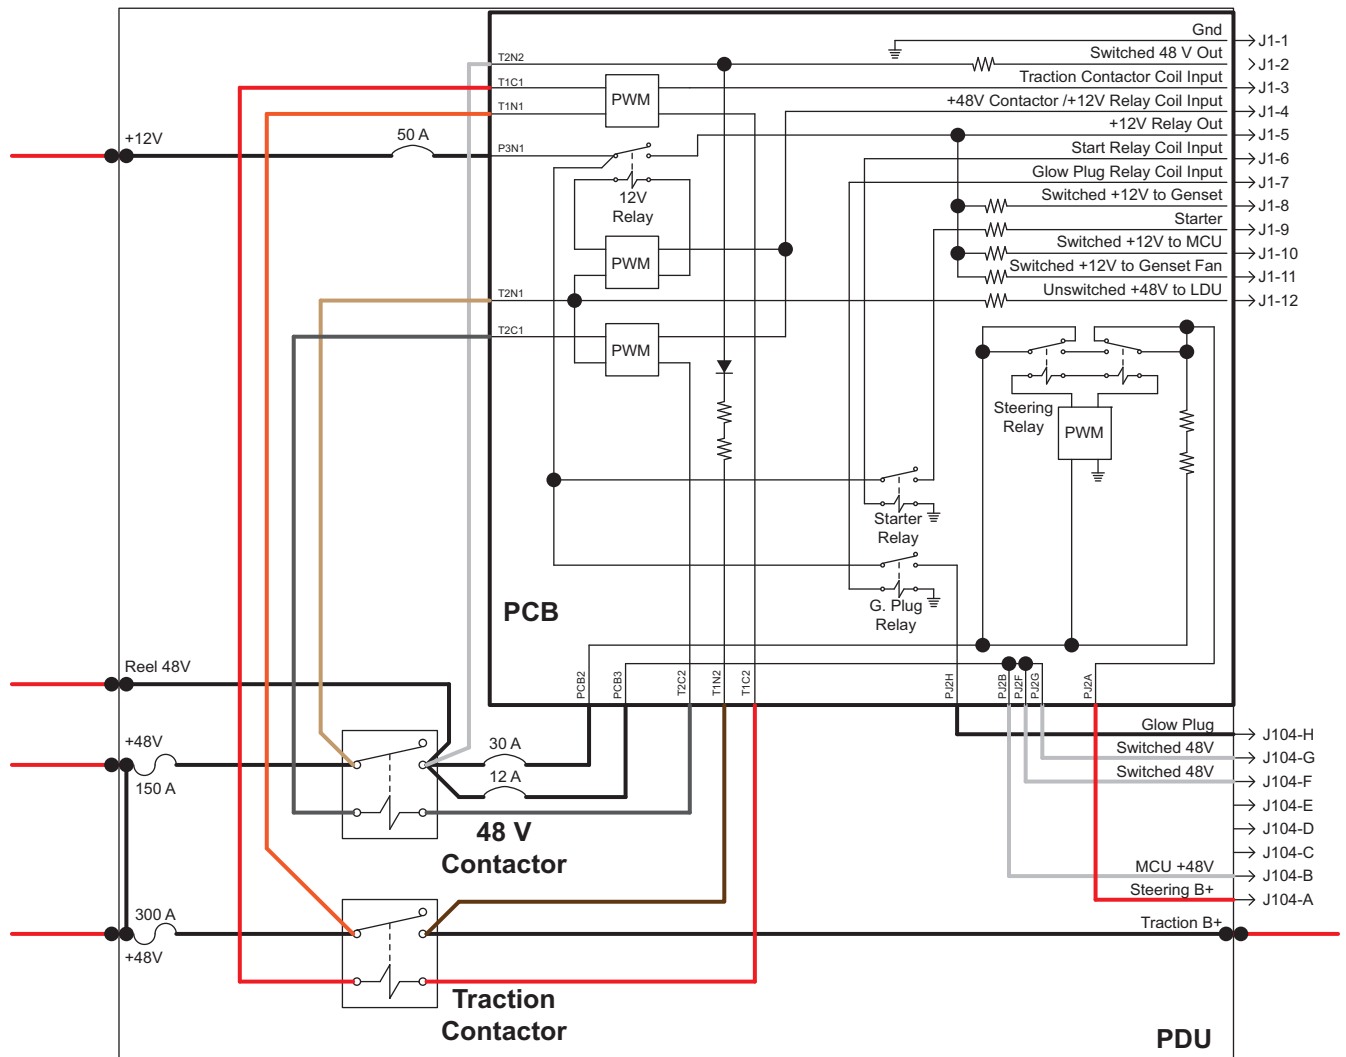 Gnd
J1-1
T2N2
Switched 48 V Out
J1-2
T1C1
PWM
Traction Contactor Coil Input
J1-3
T1N1
+48V Contactor /+12V Relay Coil Input
J1-4
+12V
50 A
P3N1
+12V Relay Out
J1-5
Start Relay Coil Input
J1-6
Glow Plug Relay Coil Input
J1-7
12V
Relay
Switched +12V to Genset
J1-8
Starter
J1-9
PWM
Switched +12V to MCU
J1-10
Switched +12V to Genset Fan
J1-11
T2N1
Unswitched +48V to LDU
J1-12
T2C1
PWM
Steering
Relay
PWM
Starter
Relay
G. Plug
Relay
PCB
Reel 48V
PCB2
PCB3
T2C2
T1N2
T1C2
PJ2H
PJ2B
PJ2F
PJ2G
PJ2A
Glow Plug
J104-H
+48V
150 A
30 A
12 A
Switched 48V
J104-G
Switched 48V
J104-F
J104-E
48 V
Contactor
J104-D
J104-C
MCU +48V
J104-B
Steering B+
J104-A
300 A
+48V
Traction B+
Traction
Contactor
PDU